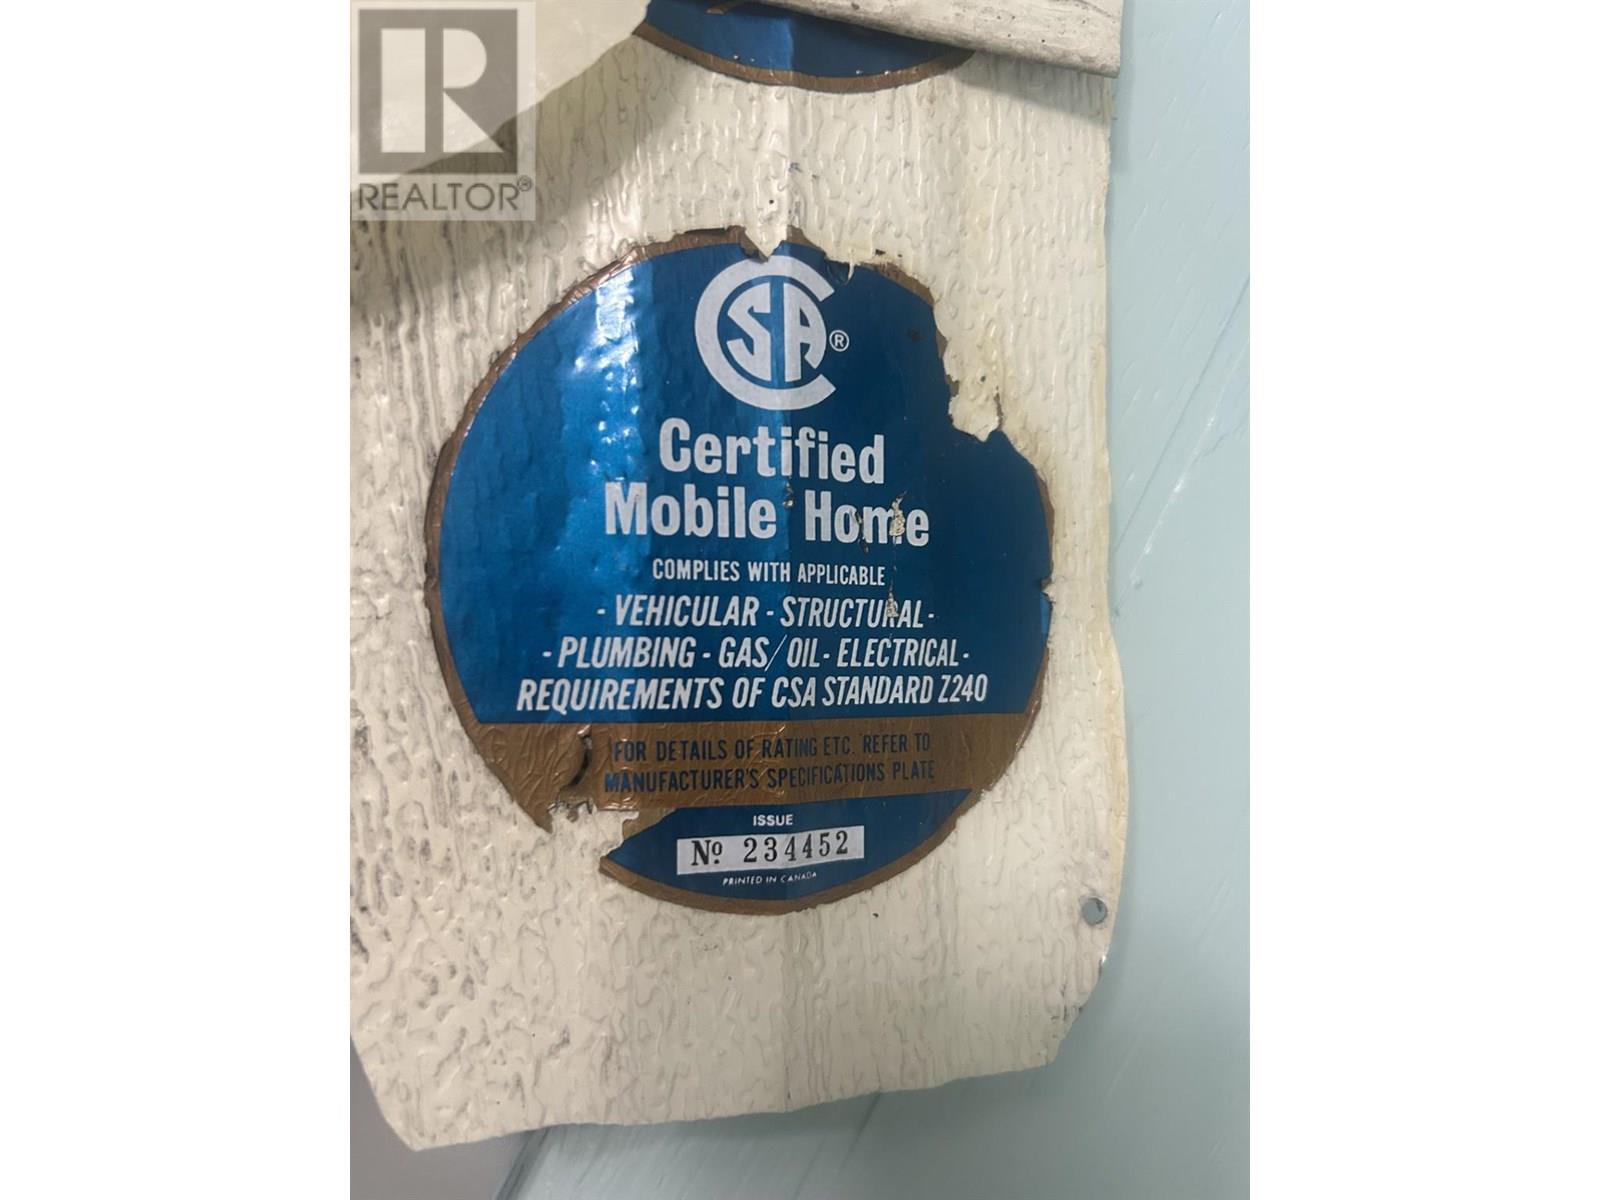 R
REALTOR®
CSA®
Certified
Mobile Home
COMPLIES WITH APPLICABLE
- VEHICULAR - STRUCTURAL -
- PLUMBING - GAS/OIL - ELECTRICAL -
REQUIREMENTS OF CSA STANDARD Z240
FOR DETAILS OF RATING ETC. REFER TO
MANUFACTURER'S SPECIFICATIONS PLATE
ISSUE
Nº 234452
PRINTED IN CANADA